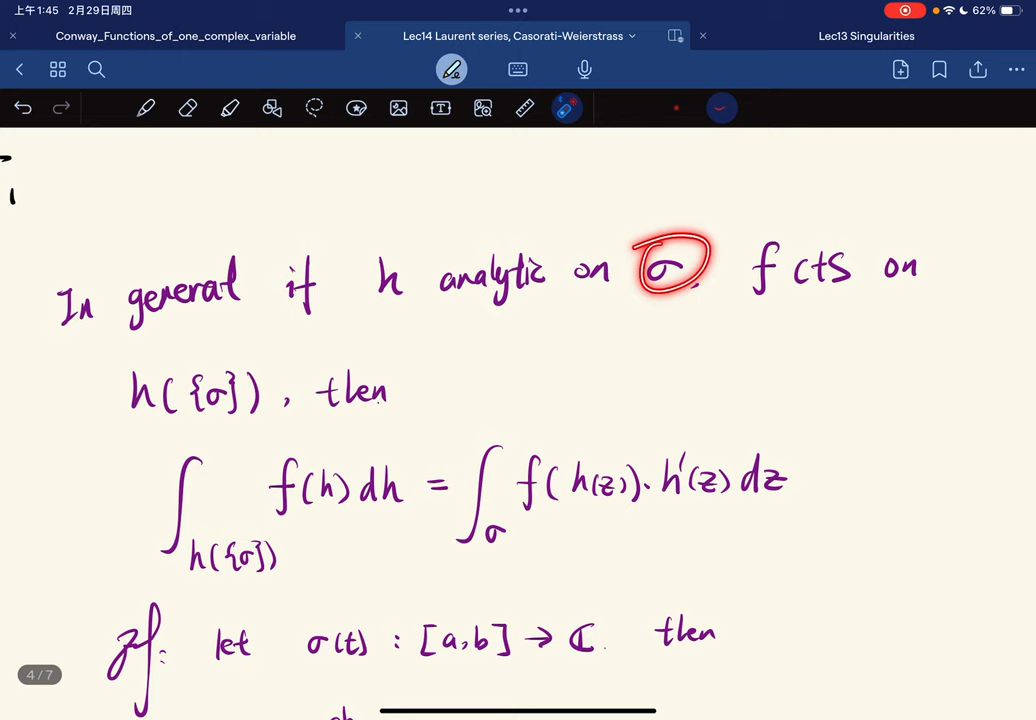 上午1:45 2月29日周四
62%
Conway_Functions_of_one_complex_variable
Lec14 Laurent series, Casorati-Weierstrass
Lec13 Singularities
In general if h analytic on σ, f cts on
h({σ}), then
∫_{h({σ})} f(h)dh = ∫_σ f(h(z))·h'(z)dz
pf: let σ(t) : [a,b] → ℂ. then
4/7